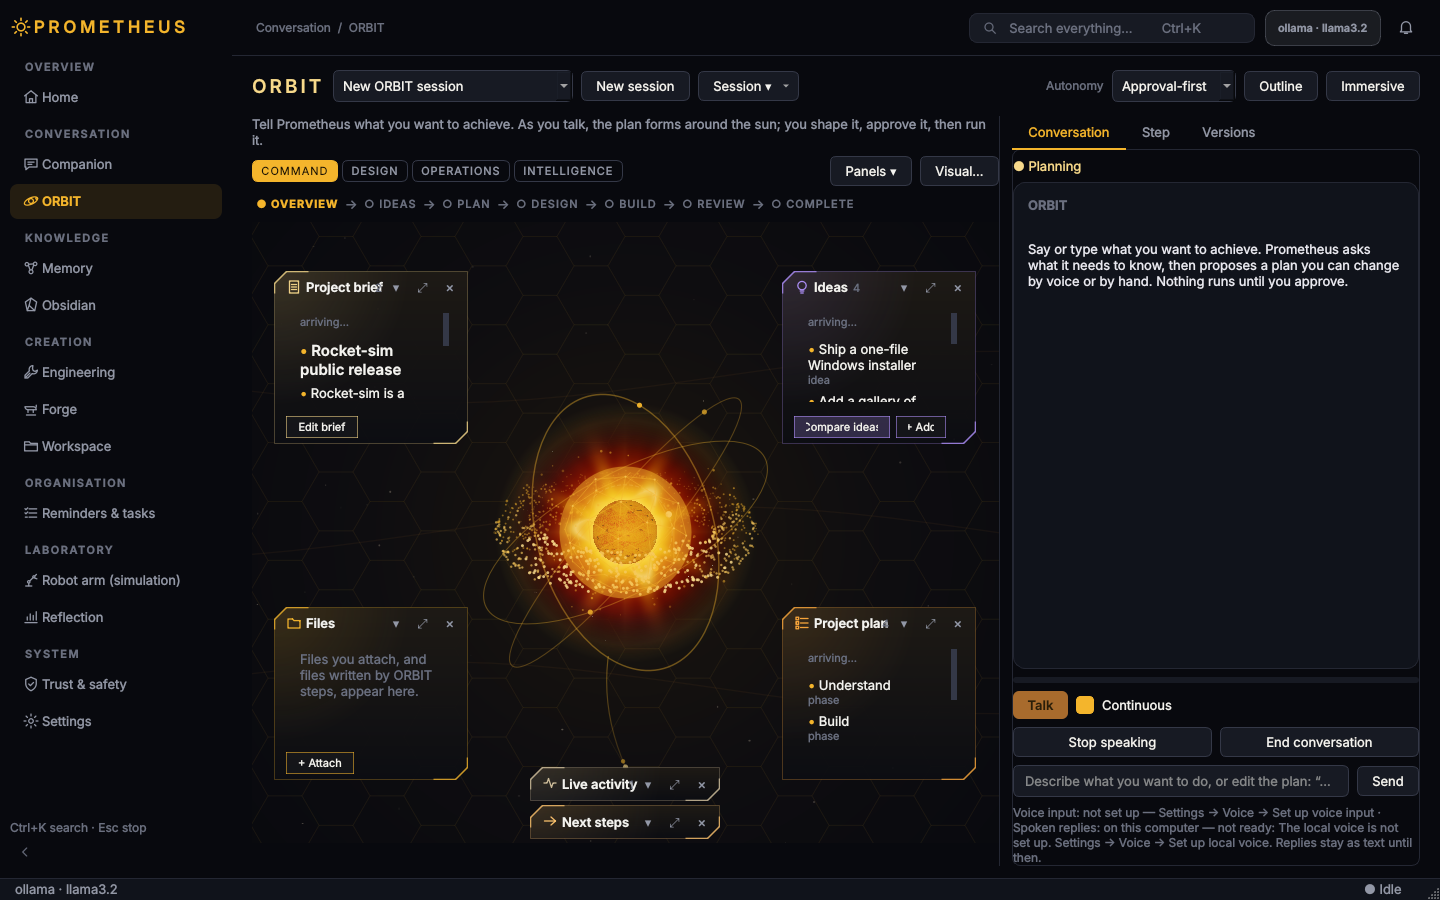 PROMETHEUS
Conversation / ORBIT
Search everything... Ctrl+K
ollama · llama3.2
OVERVIEW
Home
CONVERSATION
Companion
ORBIT
KNOWLEDGE
Memory
Obsidian
CREATION
Engineering
Forge
Workspace
ORGANISATION
Reminders & tasks
LABORATORY
Robot arm (simulation)
Reflection
SYSTEM
Trust & safety
Settings
Ctrl+K search · Esc stop
ORBIT
New ORBIT session
New session
Session ▾
Autonomy
Approval-first
Outline
Immersive
Tell Prometheus what you want to achieve. As you talk, the plan forms around the sun; you shape it, approve it, then run
it.
COMMAND
DESIGN
OPERATIONS
INTELLIGENCE
Panels ▾
Visual...
OVERVIEW → IDEAS → PLAN → DESIGN → BUILD → REVIEW → COMPLETE
Project brief
arriving...
• Rocket-sim
public release
• Rocket-sim is a
Edit brief
Ideas 4
arriving...
• Ship a one-file
Windows installer
idea
• Add a gallery of
Compare ideas
+ Add
Files
Files you attach, and
files written by ORBIT
steps, appear here.
+ Attach
Project plan
arriving...
• Understand
phase
• Build
phase
Live activity
Next steps
Conversation
Step
Versions
Planning
ORBIT
Say or type what you want to achieve. Prometheus asks
what it needs to know, then proposes a plan you can change
by voice or by hand. Nothing runs until you approve.
Talk
Continuous
Stop speaking
End conversation
Describe what you want to do, or edit the plan: “...
Send
Voice input: not set up — Settings → Voice → Set up voice input ·
Spoken replies: on this computer — not ready: The local voice is not
set up. Settings → Voice → Set up local voice. Replies stay as text until
then.
ollama · llama3.2
Idle